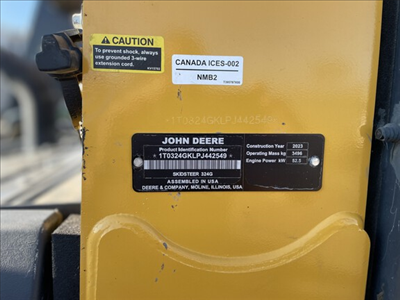 CAUTION
To prevent shock, always
use grounded 3-wire
extension cord.
CANADA ICES-002
NMB2
1T0324GKLPJ442549
JOHN DEERE
Product Identification Number
*1T0324GKLPJ442549*
SKIDSTEER 324G
ASSEMBLED IN USA
DEERE & COMPANY, MOLINE, ILLINOIS, USA
Construction Year 2023
Operating Mass kg 3496
Engine Power kW 52.5